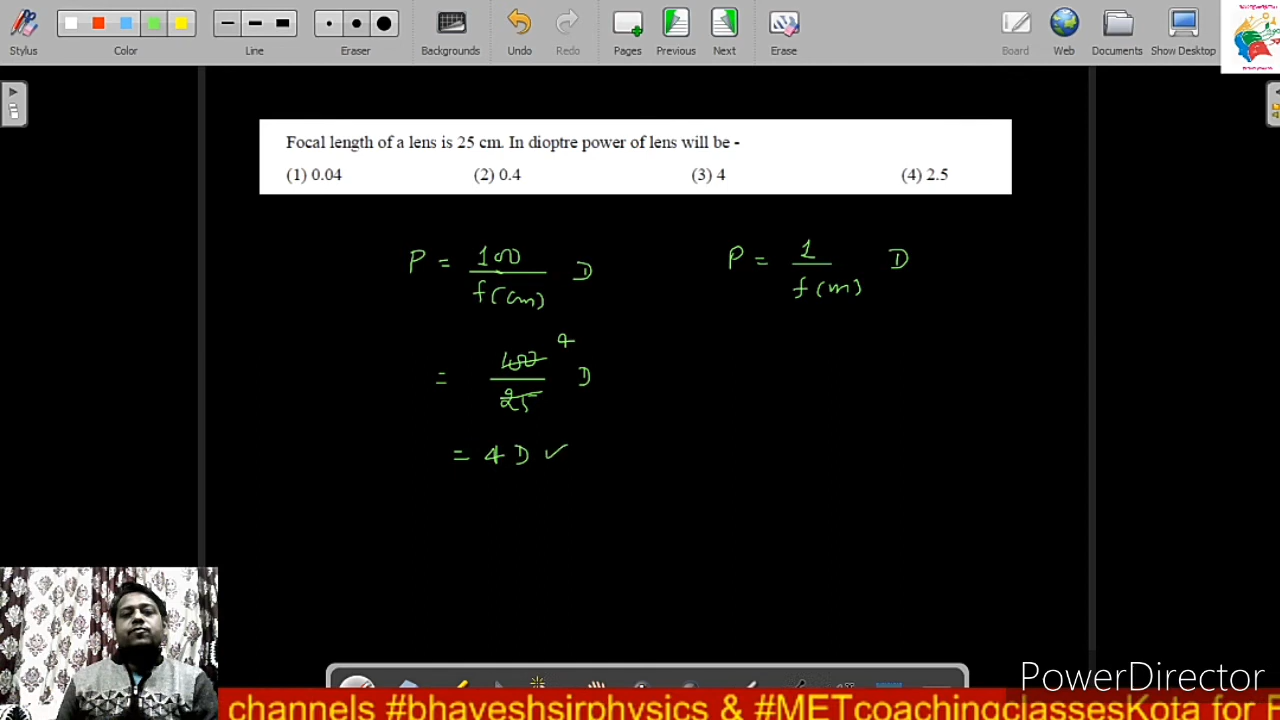 Stylus Color Line Eraser Backgrounds Undo Redo Pages Previous Next Erase Board Web Documents Show Desktop
Focal length of a lens is 25 cm. In dioptre power of lens will be -
(1) 0.04 (2) 0.4 (3) 4 (4) 2.5
P = 100 / f(cm) D P = 1 / f(m) D
= 100 / 25 4 D
= 4 D ✓
PowerDirector
channels #bhaveshsirphysics & #METcoachingclassesKota for